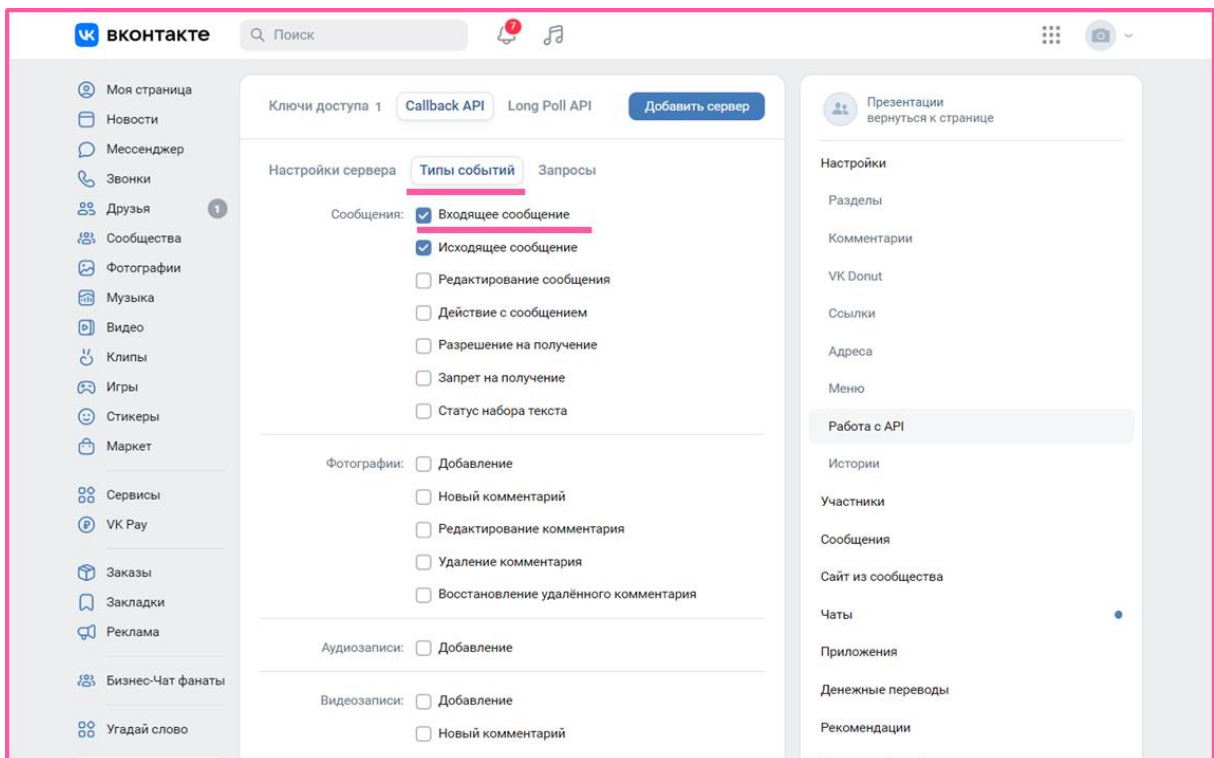 вконтакте
Поиск
7
Моя страница
Новости
Мессенджер
Звонки
Друзья
1
Сообщества
Фотографии
Музыка
Видео
Клипы
Игры
Стикеры
Маркет
Сервисы
VK Pay
Заказы
Закладки
Реклама
Бизнес-Чат фанаты
Угадай слово
Ключи доступа 1 Callback API Long Poll API Добавить сервер
Настройки сервера Типы событий Запросы
Сообщения: Входящее сообщение
Исходящее сообщение
Редактирование сообщения
Действие с сообщением
Разрешение на получение
Запрет на получение
Статус набора текста
Фотографии: Добавление
Новый комментарий
Редактирование комментария
Удаление комментария
Восстановление удалённого комментария
Аудиозаписи: Добавление
Видеозаписи: Добавление
Новый комментарий
Презентации
вернуться к странице
Настройки
Разделы
Комментарии
VK Donut
Ссылки
Адреса
Меню
Работа с API
Истории
Участники
Сообщения
Сайт из сообщества
Чаты
Приложения
Денежные переводы
Рекомендации